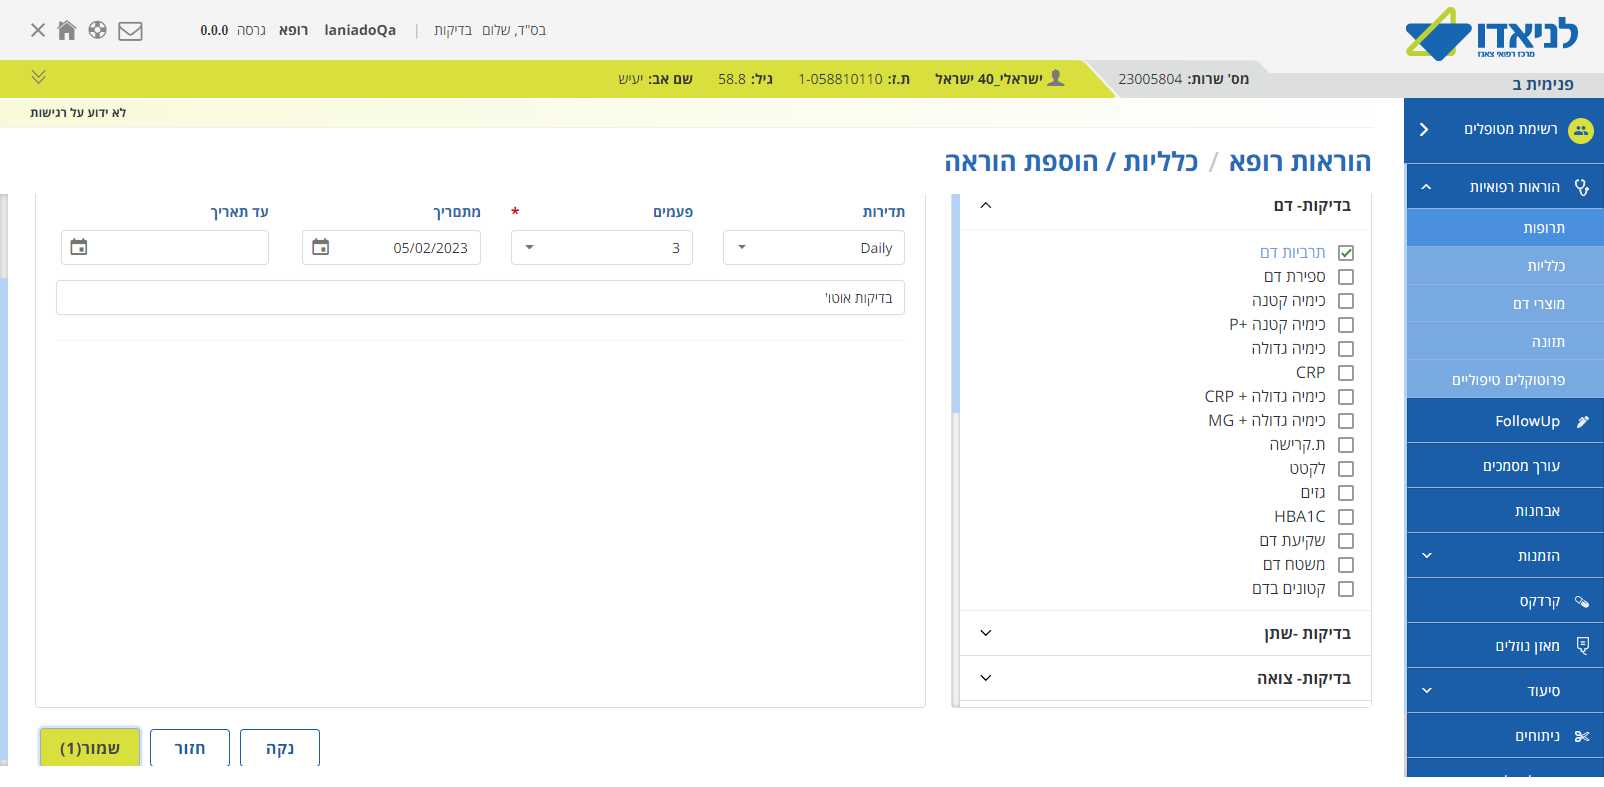 לניאדו
מרכז רפואי צאנז
בס"ד, שלום בדיקות | laniadoQa רופא גרסה 0.0.0
פנימית ב
מס' שרות: 23005804
ישראלי_40 ישראל ת.ז: 1-058810110 גיל: 58.8 שם אב: יעיש
לא ידוע על רגישות
רשימת מטופלים
הוראות רפואיות
תרופות
כלליות
מוצרי דם
תזונה
פרוטוקלים טיפוליים
FollowUp
עורך מסמכים
אבחנות
הזמנות
קרדקס
מאזן נוזלים
סיעוד
ניתוחים
הוראות רופא / כלליות / הוספת הוראה
בדיקות- דם
תרביות דם
ספירת דם
כימיה קטנה
כימיה קטנה +P
כימיה גדולה
CRP
כימיה גדולה + CRP
כימיה גדולה + MG
ת.קרישה
לקטט
גזים
HBA1C
שקיעת דם
משטח דם
קטונים בדם
בדיקות -שתן
בדיקות- צואה
תדירות פעמים * מתםריך עד תאריך
Daily 3 05/02/2023
בדיקות אוטו'
נקה חזור שמור(1)